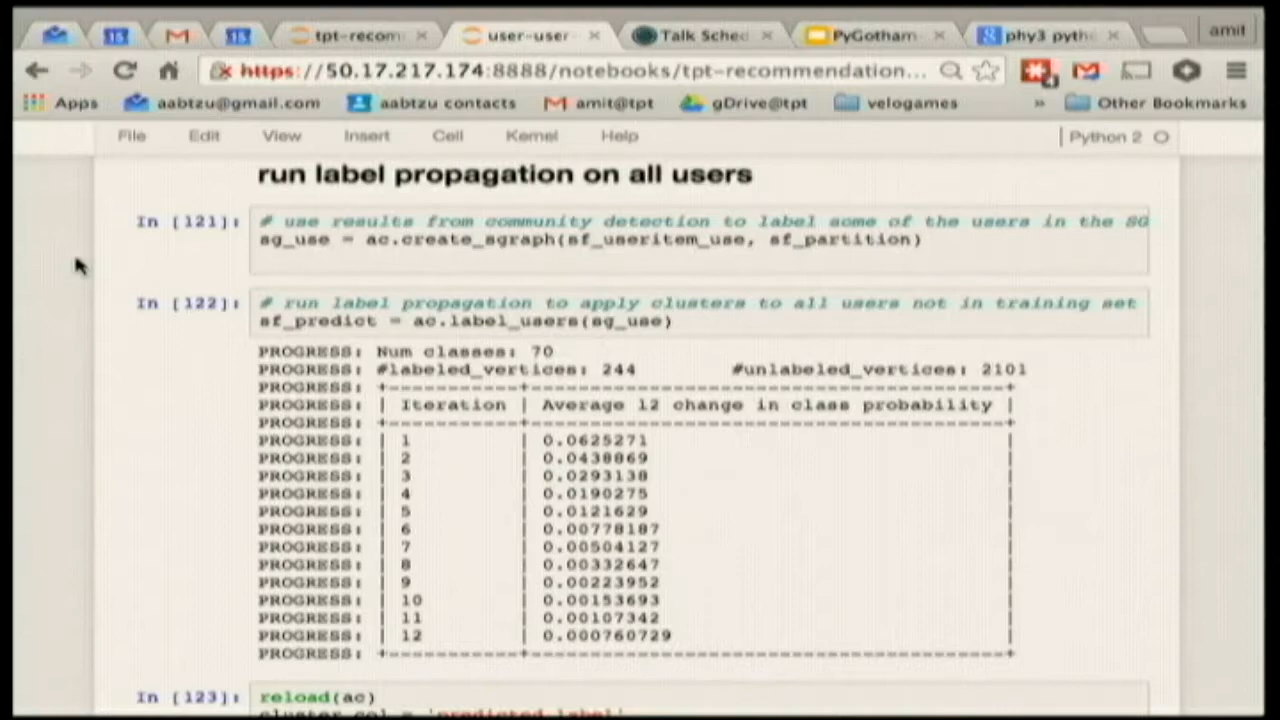 tpt-recom
user-user
Talk Sched
PyGotham
phy3 pyth
amit
https://50.17.217.174:8888/notebooks/tpt-recommendation...
Apps
aabtzu@gmail.com
aabtzu contacts
amit@tpt
gDrive@tpt
velogames
»
Other Bookmarks
File Edit View Insert Cell Kernel Help
Python 2
run label propagation on all users
In [121]: # use results from community detection to label some of the users in the SG
sg_use = ac.create_sgraph(sf_useritem_use, sf_partition)
In [122]: # run label propagation to apply clusters to all users not in training set
sf_predict = ac.label_users(sg_use)
PROGRESS: Num classes: 70
PROGRESS: #labeled_vertices: 244 #unlabeled_vertices: 2101
PROGRESS: +-----------+-----------------------------------------+
PROGRESS: | Iteration | Average l2 change in class probability |
PROGRESS: +-----------+-----------------------------------------+
PROGRESS: | 1 | 0.0625271 |
PROGRESS: | 2 | 0.0438869 |
PROGRESS: | 3 | 0.0293138 |
PROGRESS: | 4 | 0.0190275 |
PROGRESS: | 5 | 0.0121629 |
PROGRESS: | 6 | 0.00778187 |
PROGRESS: | 7 | 0.00504127 |
PROGRESS: | 8 | 0.00332647 |
PROGRESS: | 9 | 0.00223952 |
PROGRESS: | 10 | 0.00153693 |
PROGRESS: | 11 | 0.00107342 |
PROGRESS: | 12 | 0.000760729 |
PROGRESS: +-----------+-----------------------------------------+
In [123]: reload(ac)
cluster_col = 'predicted_label'